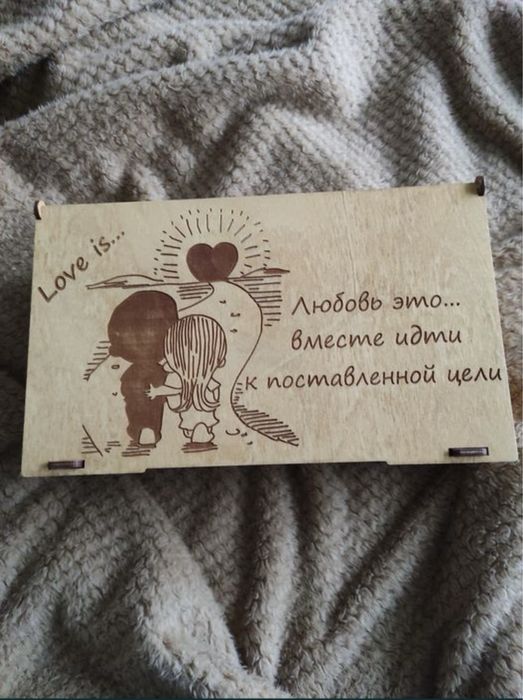 Love is...
Любовь это...
вместе идти
к поставленной цели